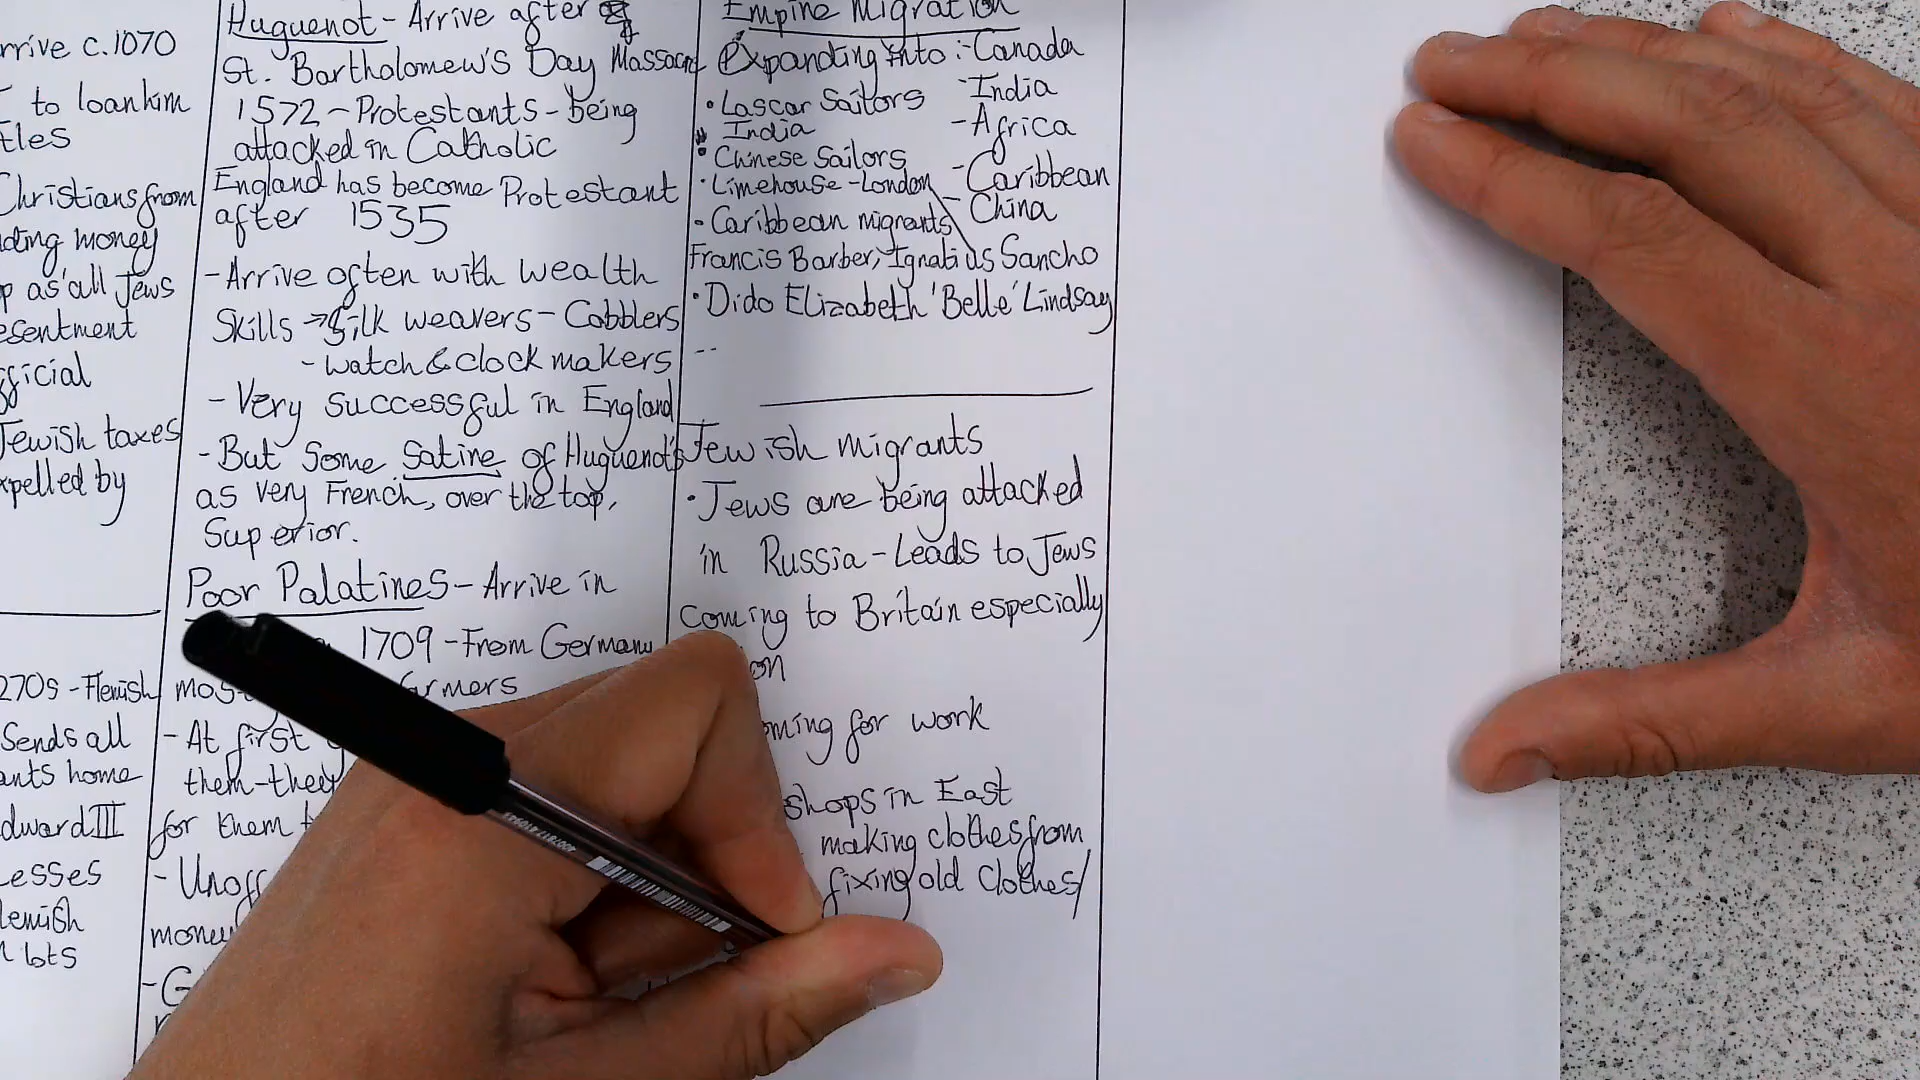 rrive c.1070
to loan him
tles
Christians from
ding money
p as all Jews
esentment
ficial
Jewish taxes
xpelled by
270s - Flemish
Sends all
ants home
dward III
esses
lemish
lots
Huguenot - Arrive after
St. Bartholomew's Day Massacre
1572 - Protestants - being
attacked in Catholic
England has become Protestant
after 1535
- Arrive often with wealth
Skills → Silk weavers - Cobblers
- watch & clock makers
- Very successful in England
- But some Satire of Huguenot's
as very French, over the top,
Superior.
Poor Palatines - Arrive in
1709 - From Germany
mos rmers
- At first
them - they
for them
- Unoff
money
- G
Empire Migration
Expanding into :- Canada
- India
- Africa
- Caribbean
- China
• Lascar Sailors
India
• Chinese Sailors
• Limehouse - London
• Caribbean migrants
Francis Barber, Ignatius Sancho
• Dido Elizabeth 'Belle' Lindsay
--
Jewish migrants
• Jews are being attacked
in Russia - Leads to Jews
coming to Britain especially
on
oming for work
shops in East
making clothes from
fixing old clothes/